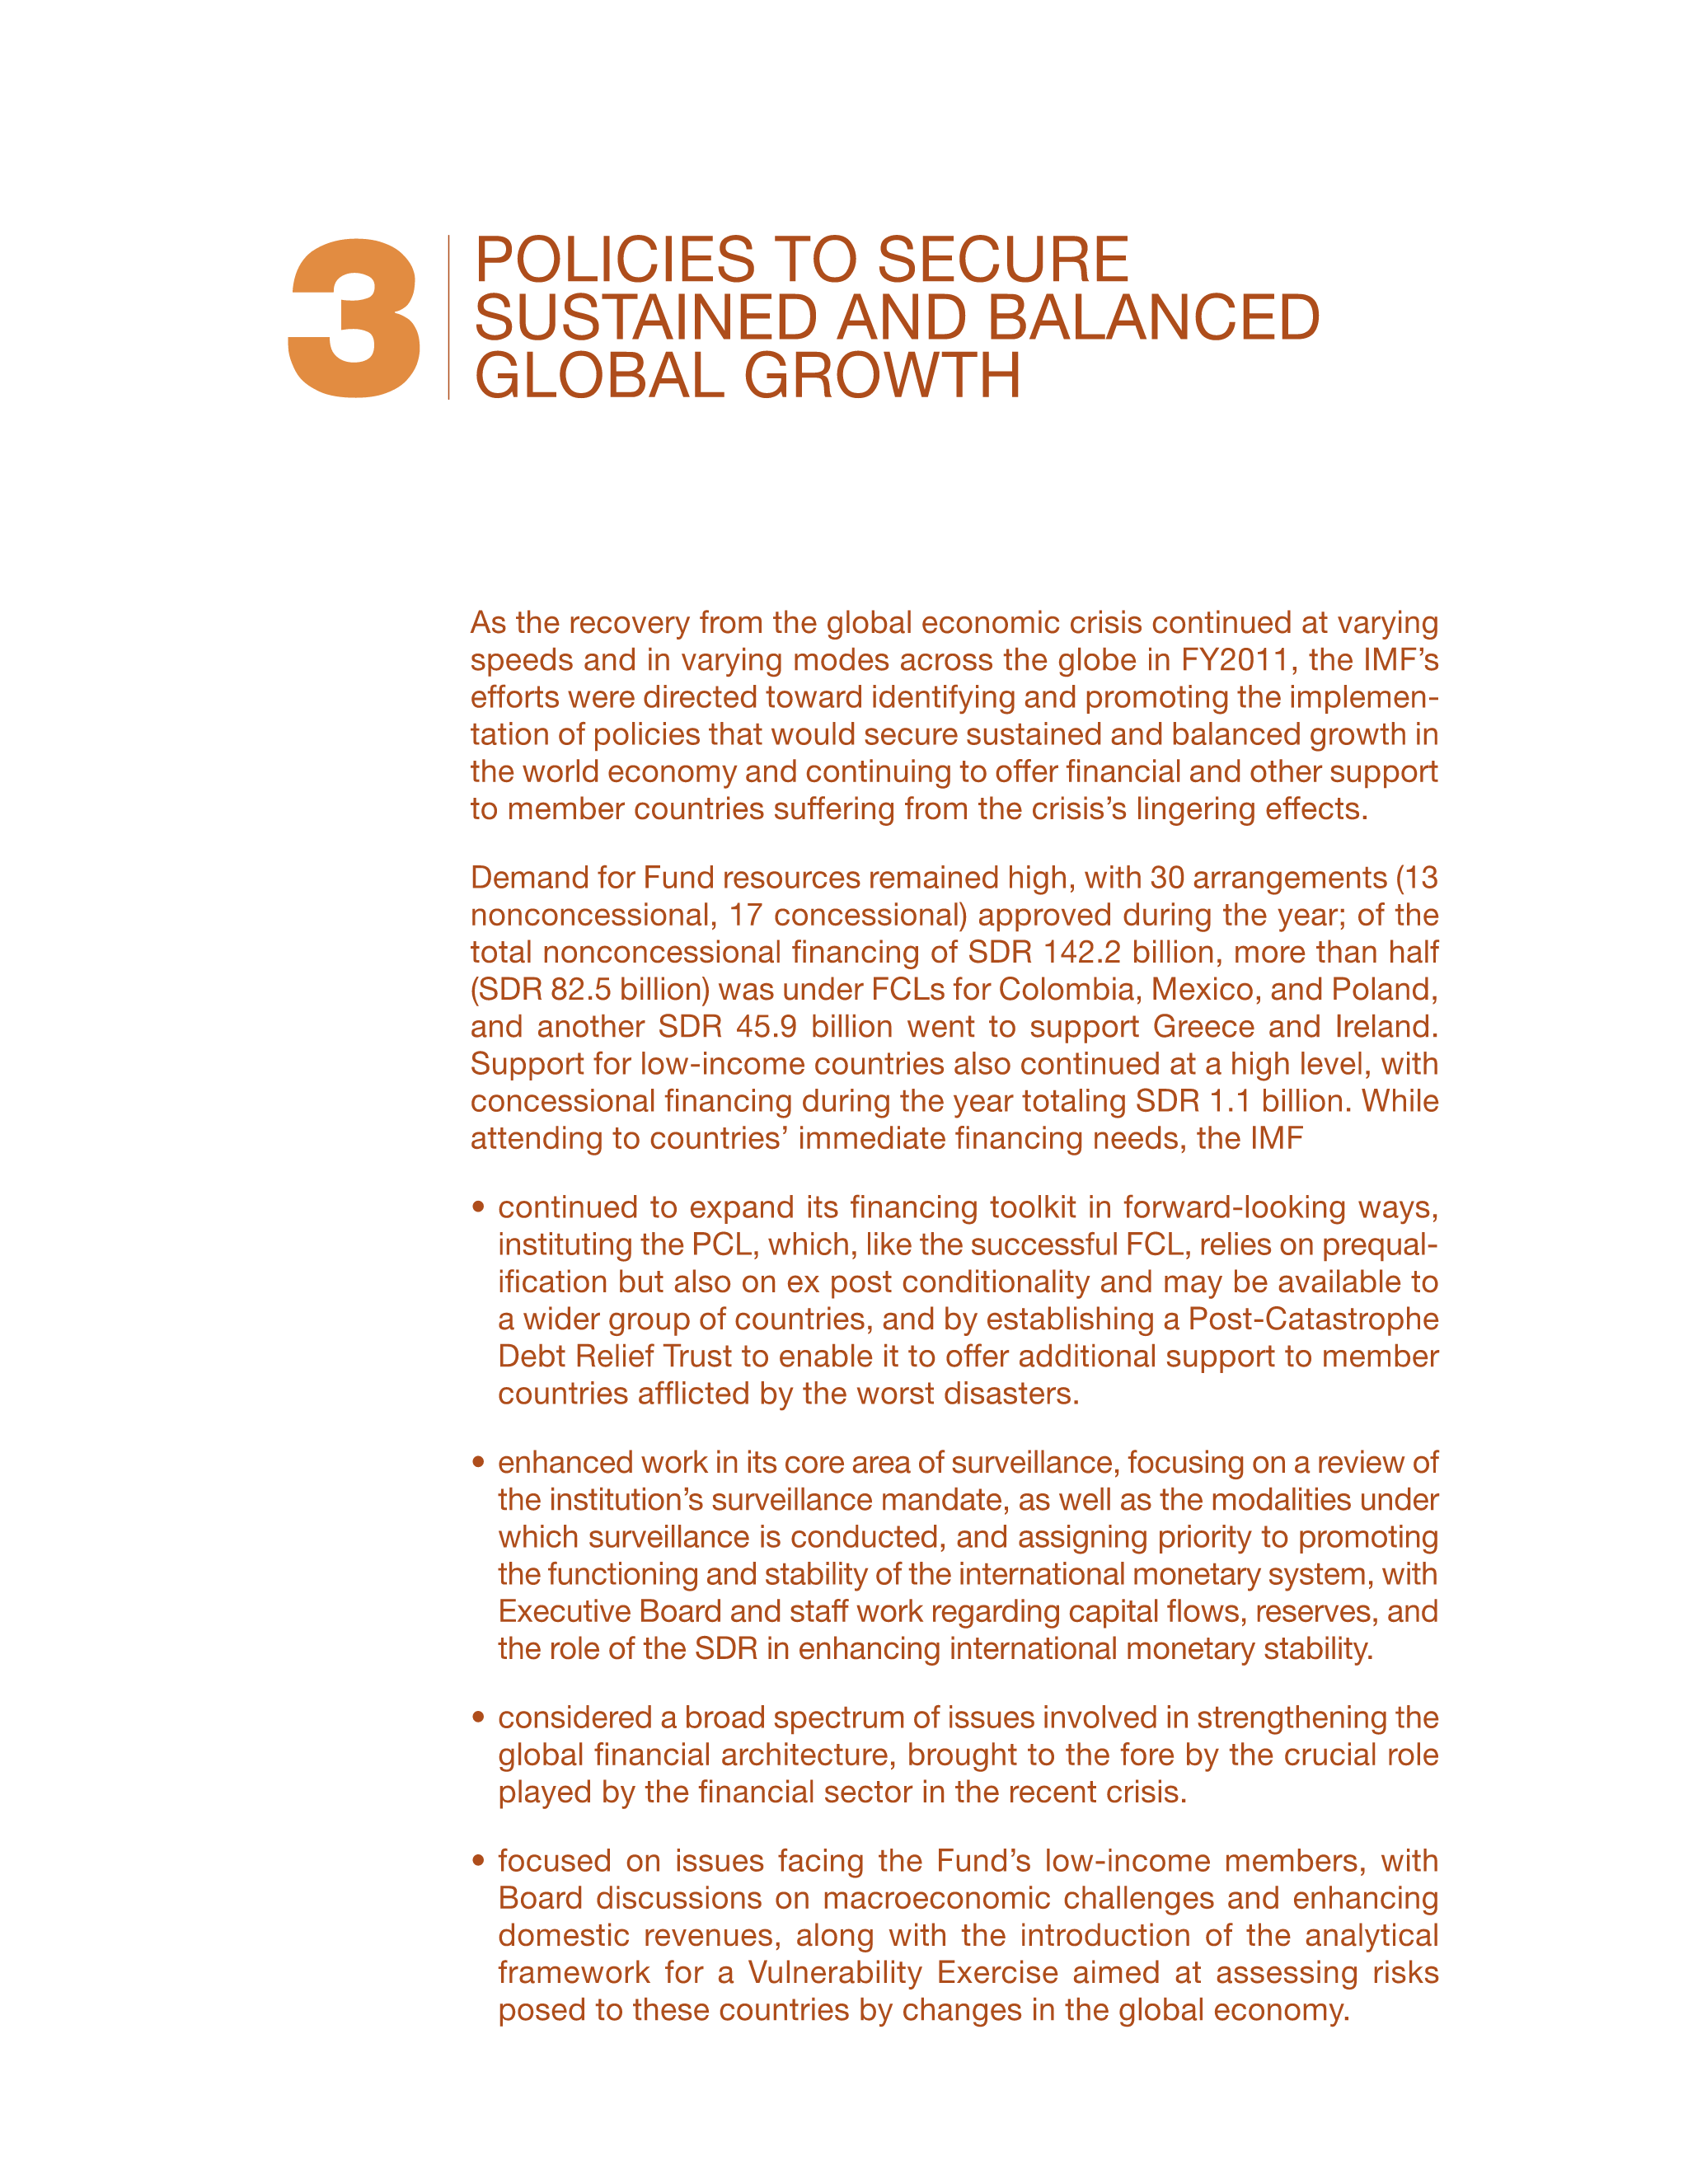 3
POLICIES TO SECURE
SUSTAINED AND BALANCED
GLOBAL GROWTH
As the recovery from the global economic crisis continued at varying
speeds and in varying modes across the globe in FY2011, the IMF’s
efforts were directed toward identifying and promoting the implemen-
tation of policies that would secure sustained and balanced growth in
the world economy and continuing to offer financial and other support
to member countries suffering from the crisis’s lingering effects.
Demand for Fund resources remained high, with 30 arrangements (13
nonconcessional, 17 concessional) approved during the year; of the
total nonconcessional financing of SDR 142.2 billion, more than half
(SDR 82.5 billion) was under FCLs for Colombia, Mexico, and Poland,
and another SDR 45.9 billion went to support Greece and Ireland.
Support for low-income countries also continued at a high level, with
concessional financing during the year totaling SDR 1.1 billion. While
attending to countries’ immediate financing needs, the IMF
• continued to expand its financing toolkit in forward-looking ways,
instituting the PCL, which, like the successful FCL, relies on prequal-
ification but also on ex post conditionality and may be available to
a wider group of countries, and by establishing a Post-Catastrophe
Debt Relief Trust to enable it to offer additional support to member
countries afflicted by the worst disasters.
• enhanced work in its core area of surveillance, focusing on a review of
the institution’s surveillance mandate, as well as the modalities under
which surveillance is conducted, and assigning priority to promoting
the functioning and stability of the international monetary system, with
Executive Board and staff work regarding capital flows, reserves, and
the role of the SDR in enhancing international monetary stability.
• considered a broad spectrum of issues involved in strengthening the
global financial architecture, brought to the fore by the crucial role
played by the financial sector in the recent crisis.
• focused on issues facing the Fund’s low-income members, with
Board discussions on macroeconomic challenges and enhancing
domestic revenues, along with the introduction of the analytical
framework for a Vulnerability Exercise aimed at assessing risks
posed to these countries by changes in the global economy.